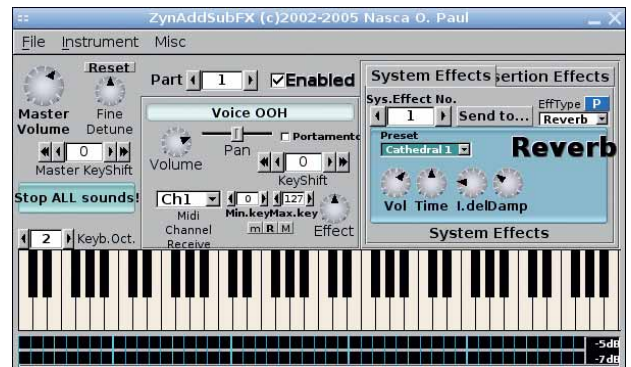 ZynAddSubFX (c)2002-2005 Nasca O. Paul
File Instrument Misc
Reset
Master Volume
Fine Detune
0
Master KeyShift
Stop ALL sounds!
2 Keyb.Oct.
Part 1 Enabled
Voice OOH
Volume
Pan
Portamento
0
KeyShift
Ch1
Midi Channel Receive
0 127
Min.key Max.key
m R M
Effect
System Effects
sertion Effects
Sys.Effect No.
1 Send to...
EffType P
Reverb
Preset
Cathedral 1
Reverb
Vol Time I.del Damp
System Effects
-5dB
-7dB